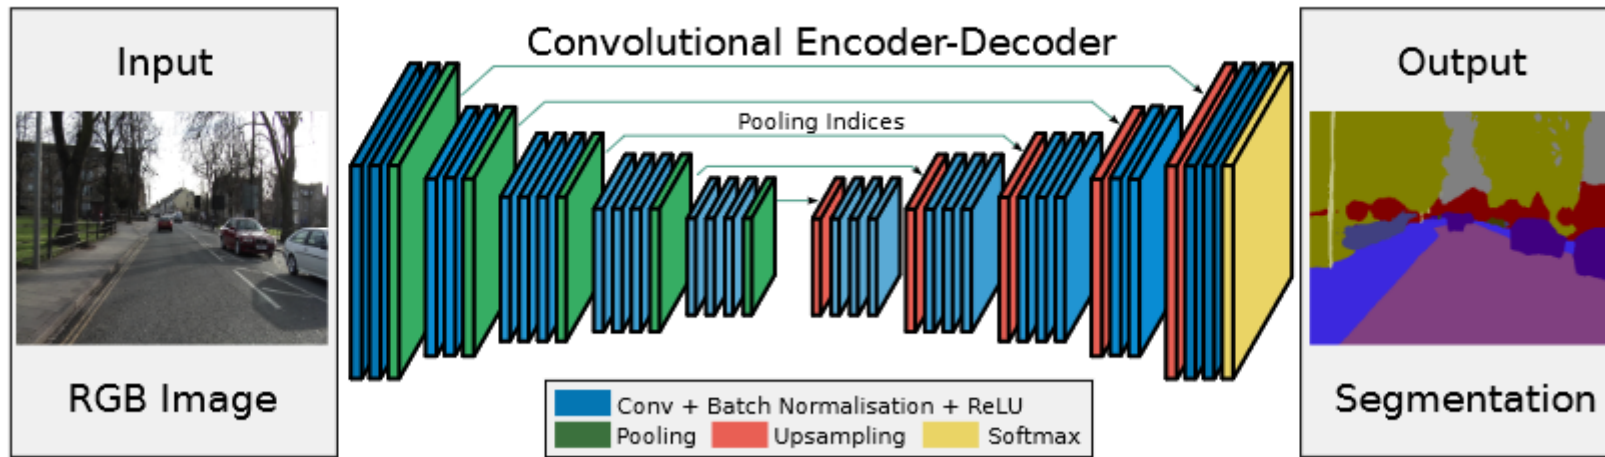 Input
RGB Image
Convolutional Encoder-Decoder
Pooling Indices
Conv + Batch Normalisation + ReLU
Pooling Upsampling Softmax
Output
Segmentation